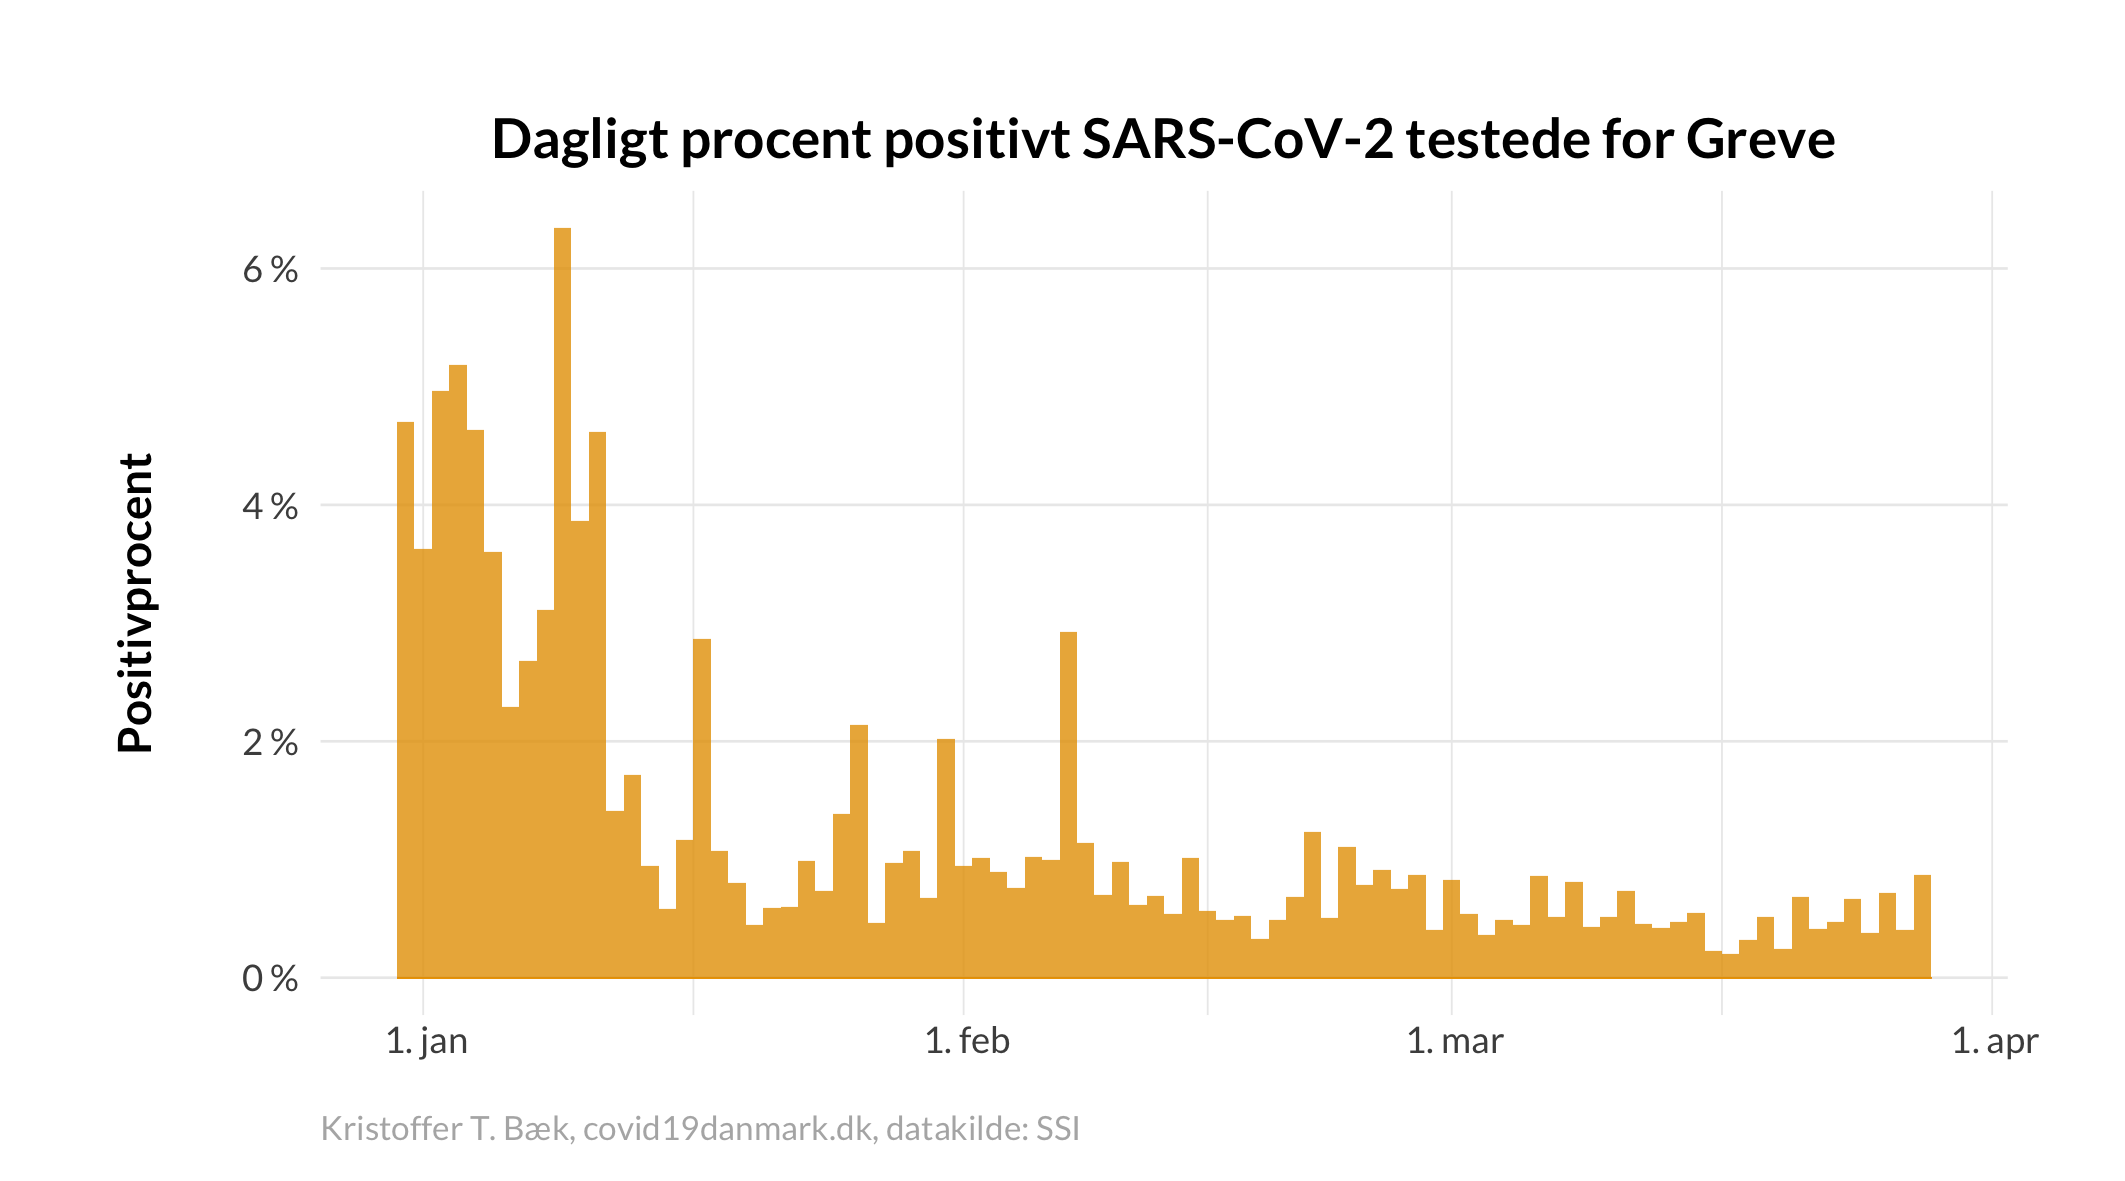 Dagligt procent positivt SARS-CoV-2 testede for Greve
Positivprocent
6 %
4 %
2 %
0 %
1. jan
1. feb
1. mar
1. apr
Kristoffer T. Bæk, covid19danmark.dk, datakilde: SSI